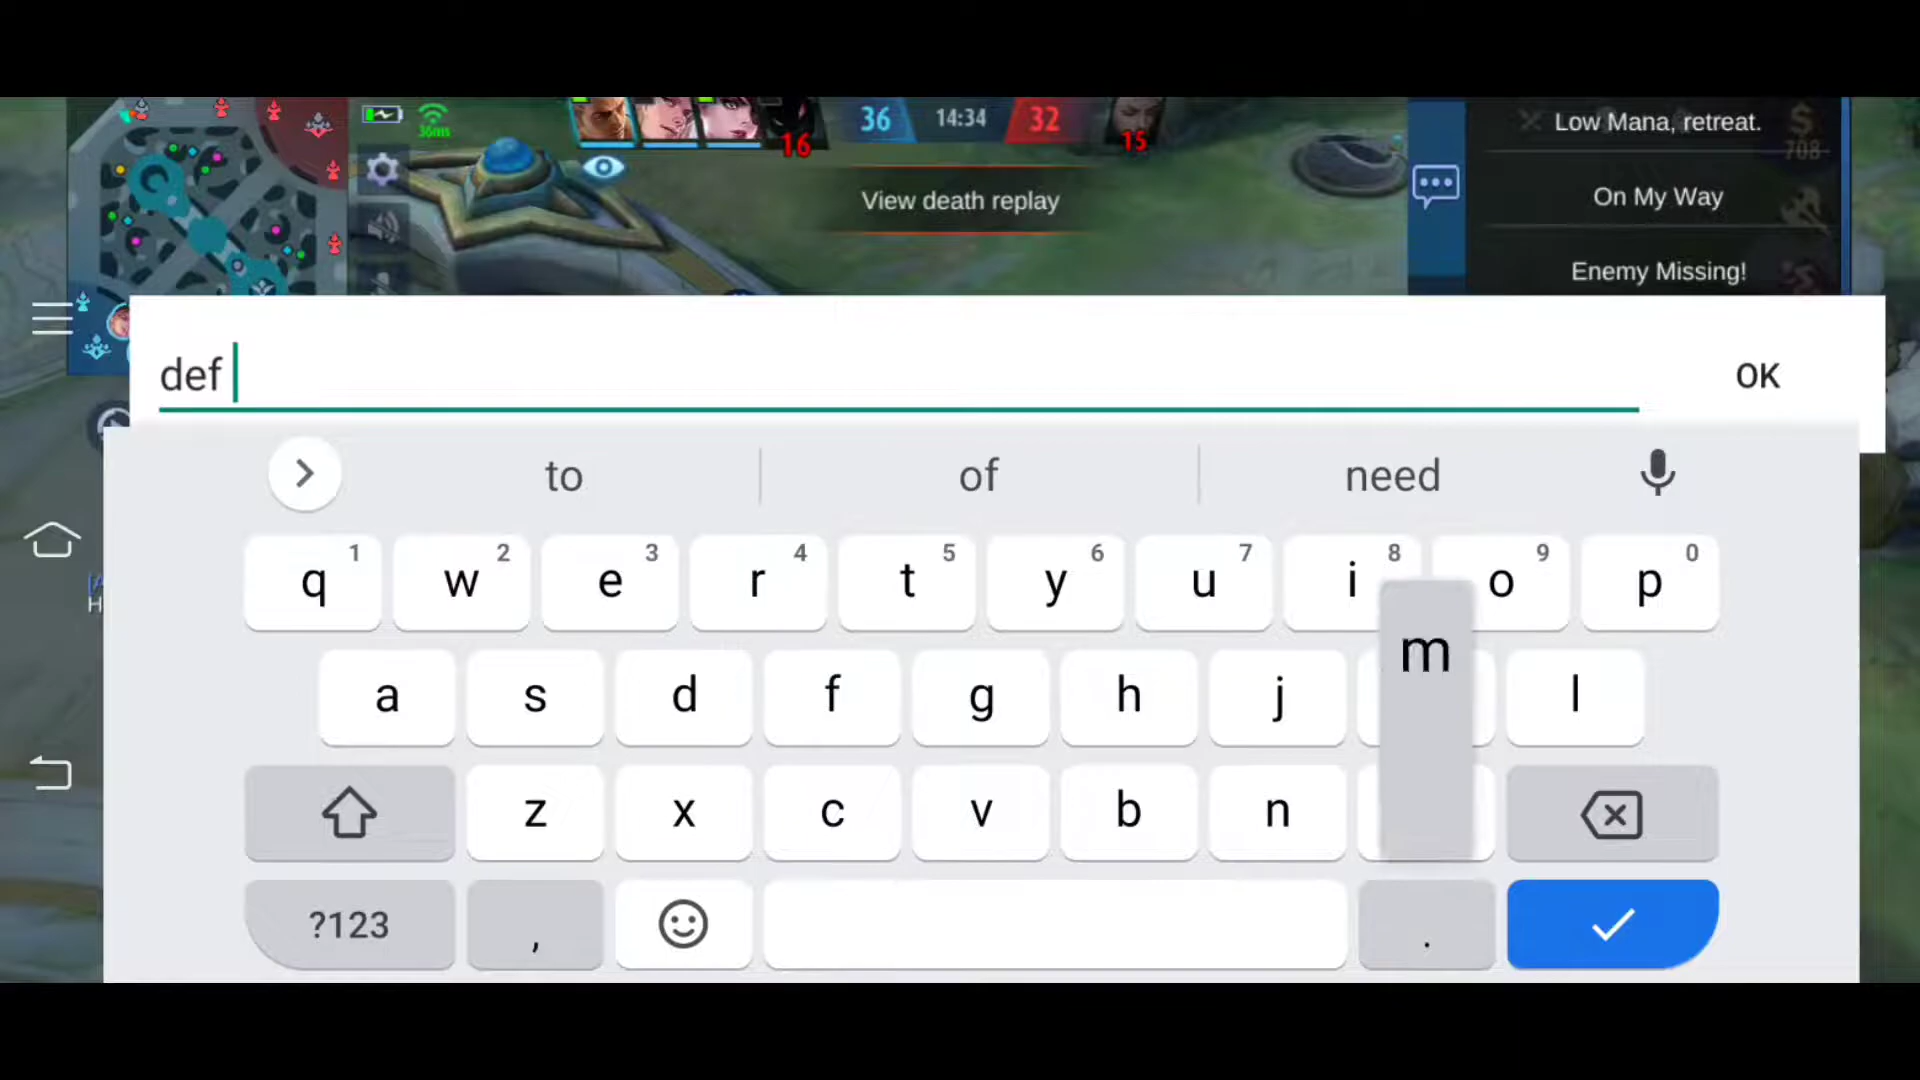 36ms
16
36
14:34
32
15
View death replay
Low Mana, retreat.
708
On My Way
Enemy Missing!
def
OK
to
of
need
q 1 w 2 e 3 r 4 t 5 y 6 u 7 i 8 o 9 p 0
m
a s d f g h j l
z x c v b n
?123 , .